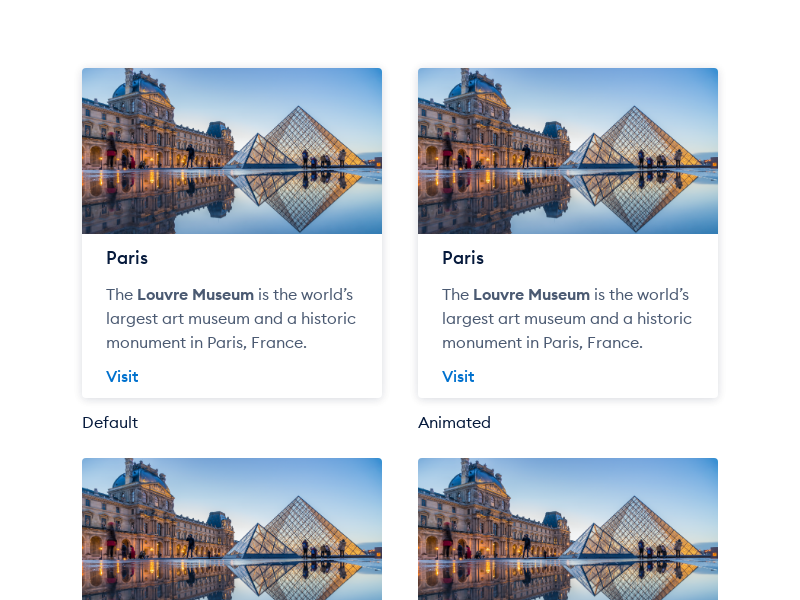 Paris
The Louvre Museum is the world’s
largest art museum and a historic
monument in Paris, France.
Visit
Default
Paris
The Louvre Museum is the world’s
largest art museum and a historic
monument in Paris, France.
Visit
Animated